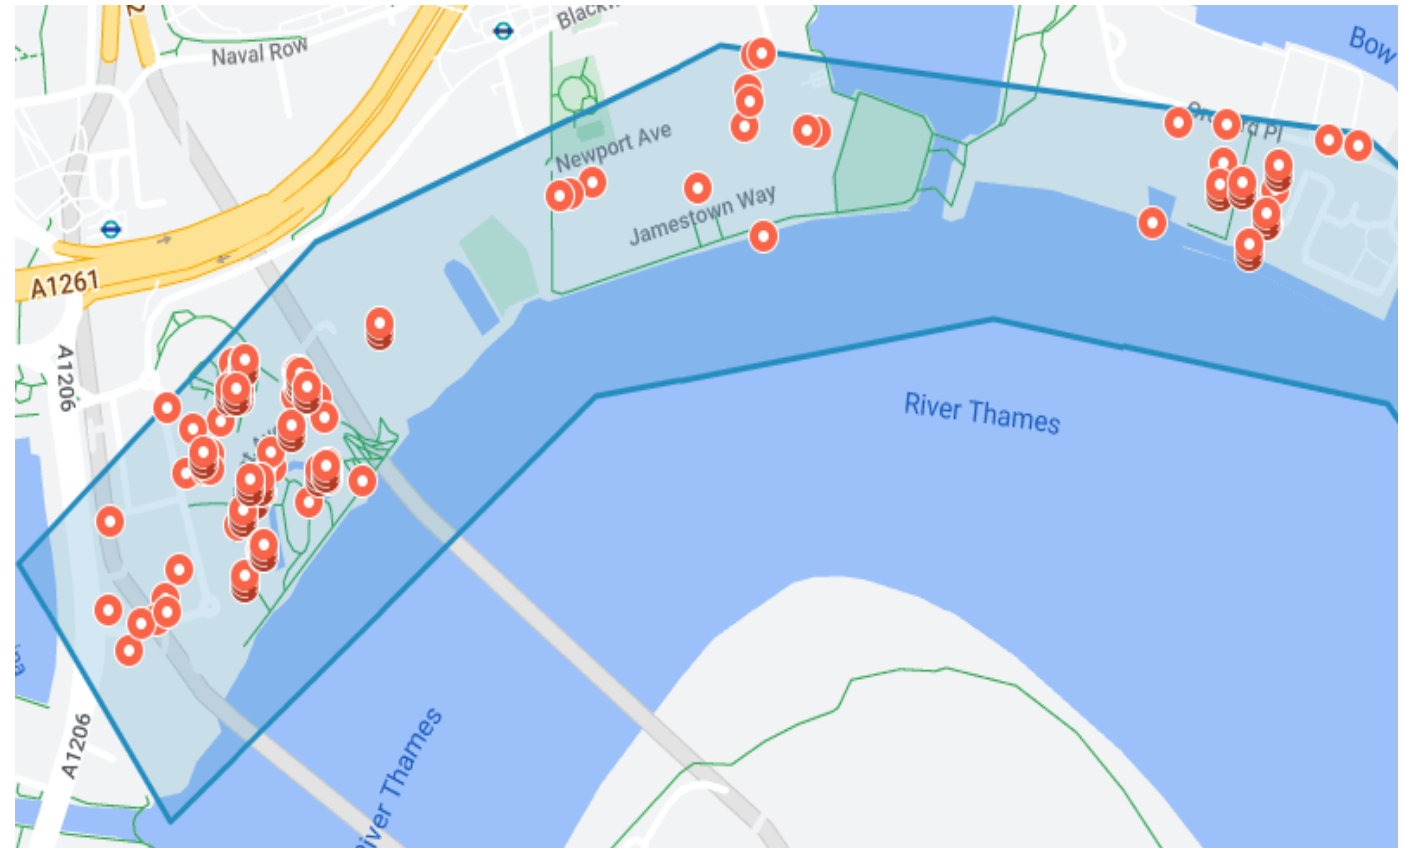 Naval Row
Bow
Newport Ave
Jamestown Way
A1261
A1206
River Thames
A1206
River Thames